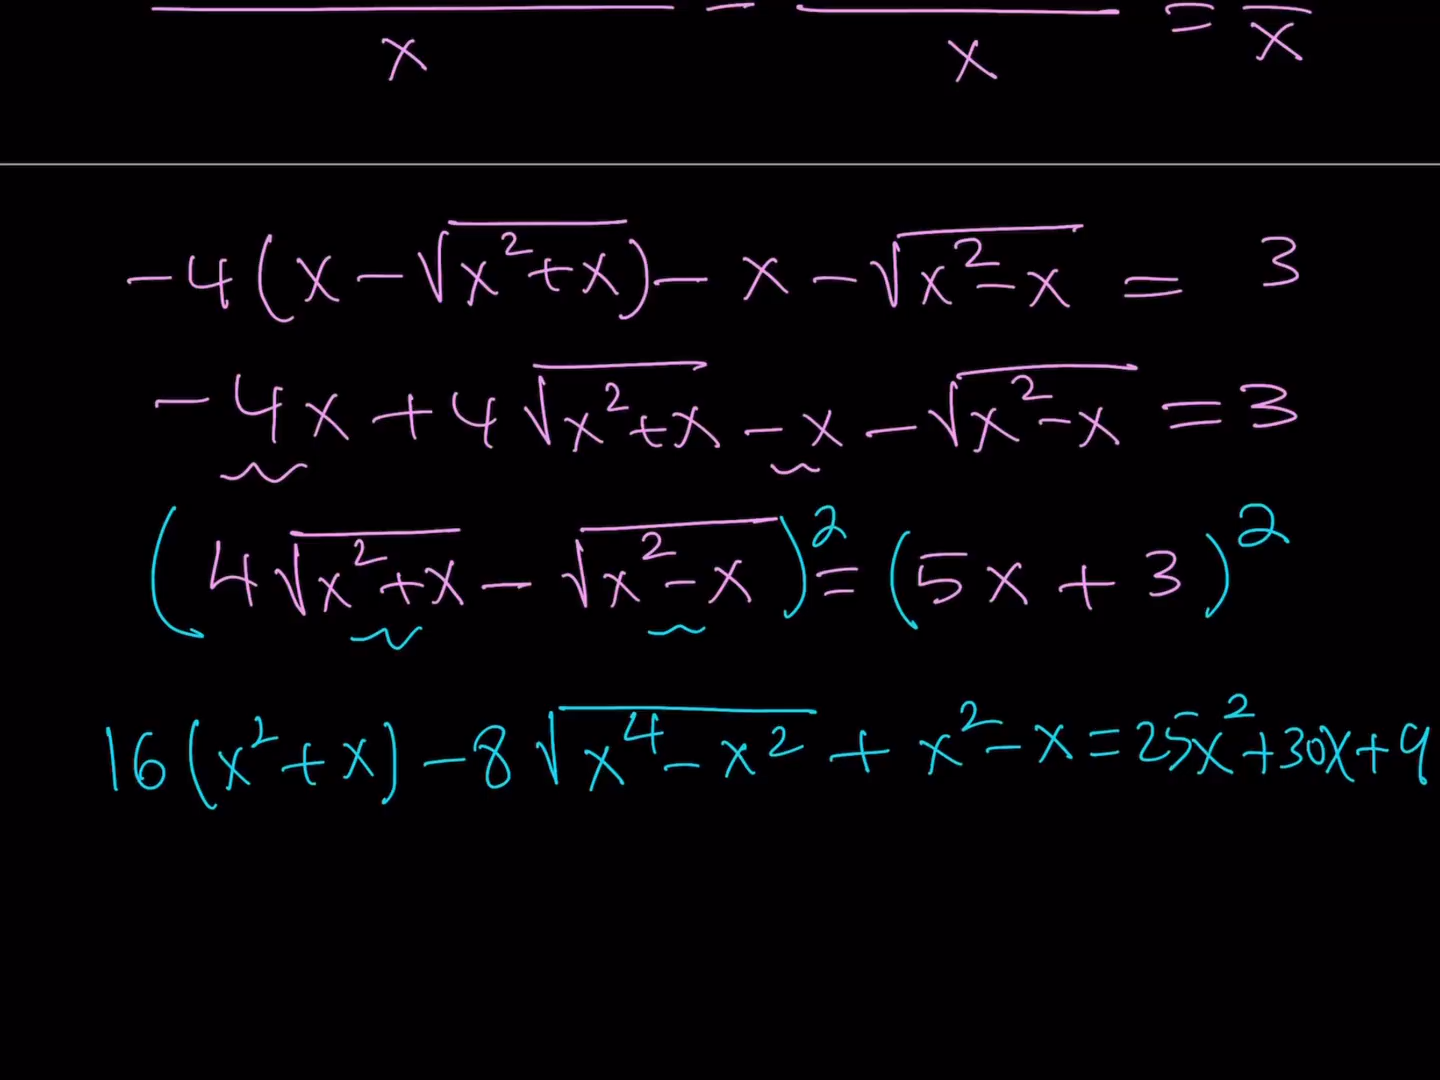 x x = x
-4(x-√(x²+x))-x-√(x²-x) = 3
-4x+4√(x²+x)-x-√(x²-x) = 3
(4√(x²+x)-√(x²-x))² = (5x+3)²
16(x²+x)-8√(x⁴-x²)+x²-x=25x²+30x+9